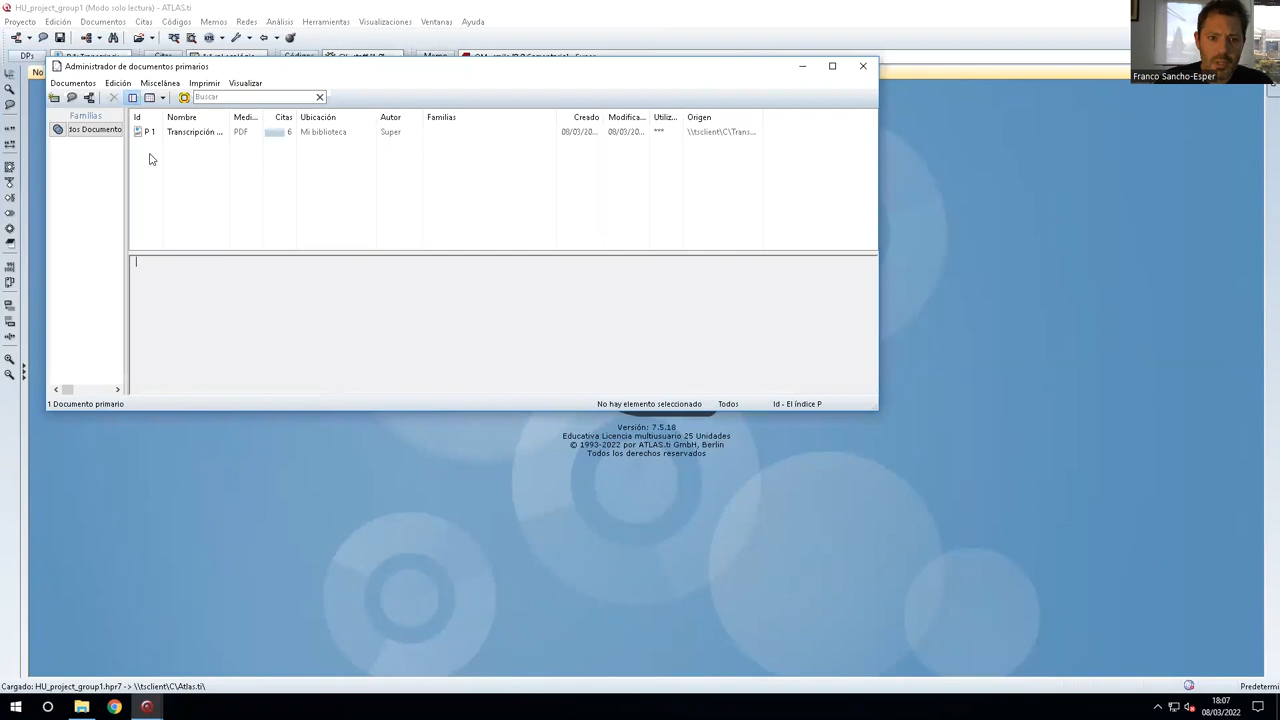 HU_project_group1 (Modo solo lectura) - ATLAS.ti
Proyecto Edición Documentos Citas Códigos Memos Redes Análisis Herramientas Visualizaciones Ventanas Ayuda
DPs
No
Administrador de documentos primarios
Documentos Edición Miscelánea Imprimir Visualizar
Buscar
Familias
dos Documento
Id Nombre Medi... Citas Ubicación Autor Familias Creado Modifica... Utiliz... Origen
P 1 Transcripción ... PDF 6 Mi biblioteca Super 08/03/20... 08/03/20... *** \\tsclient\C\Trans...
1 Documento primario No hay elemento seleccionado Todos Id - El índice P
Versión: 7.5.18
Educativa Licencia multiusuario 25 Unidades
© 1993-2022 por ATLAS.ti GmbH, Berlin
Todos los derechos reservados
Franco Sancho-Esper
Cargado: HU_project_group1.hpr7 -> \\tsclient\C\Atlas.ti\
Predetermi
18:07
08/03/2022